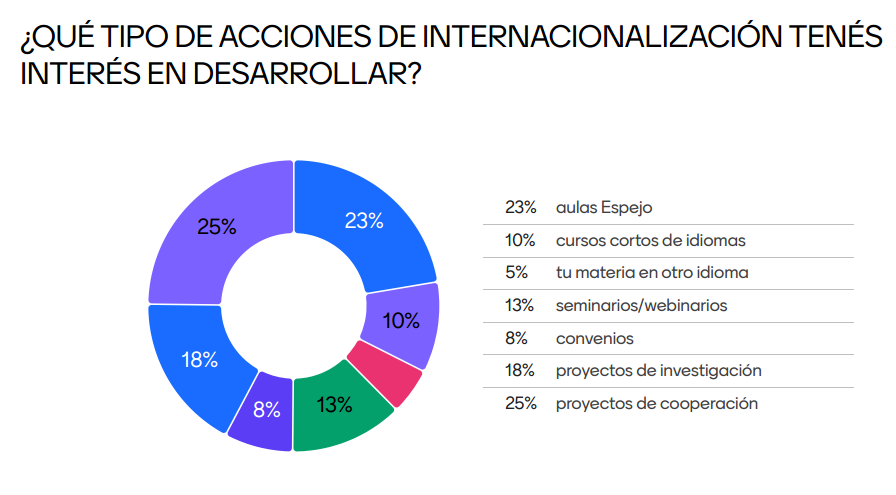 ¿QUÉ TIPO DE ACCIONES DE INTERNACIONALIZACIÓN TENÉS
INTERÉS EN DESARROLLAR?
25%
23%
10%
18%
8%
13%
23% aulas Espejo
10% cursos cortos de idiomas
5% tu materia en otro idioma
13% seminarios/webinarios
8% convenios
18% proyectos de investigación
25% proyectos de cooperación